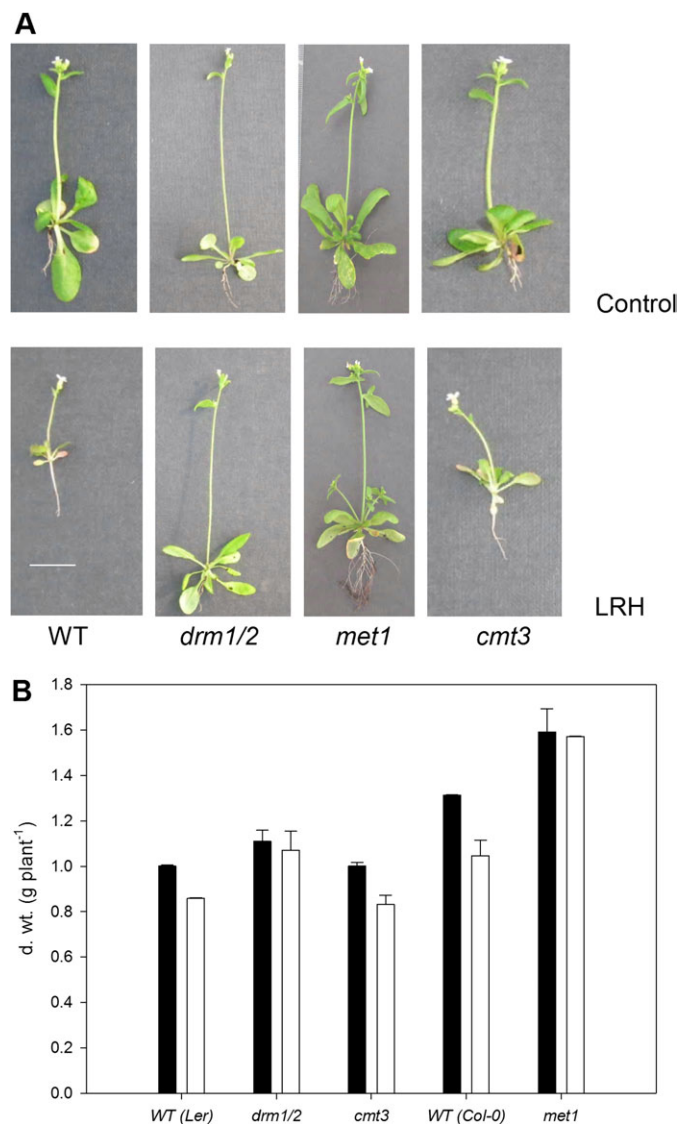 A
Control
LRH
WT drm1/2 met1 cmt3
B
d. wt. (g plant-1)
1.8
1.6
1.4
1.2
1.0
0.8
0.6
0.4
0.2
0.0
WT (Ler) drm1/2 cmt3 WT (Col-0) met1